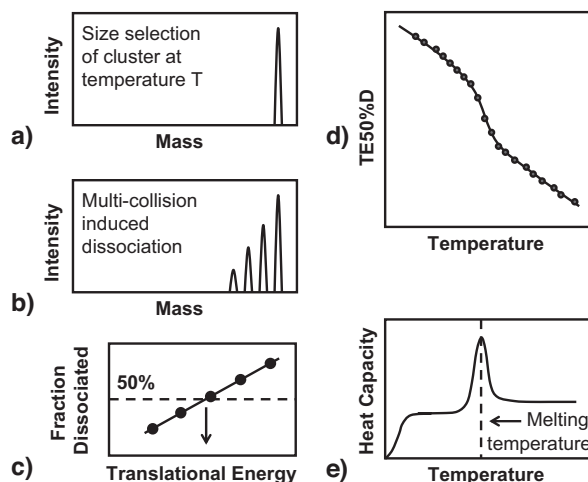 a)
Intensity
Size selection
of cluster at
temperature T
Mass
b)
Intensity
Multi-collision
induced
dissociation
Mass
c)
Fraction
Dissociated
50%
Translational Energy
d)
TE50%D
Temperature
e)
Heat Capacity
Melting
temperature
Temperature